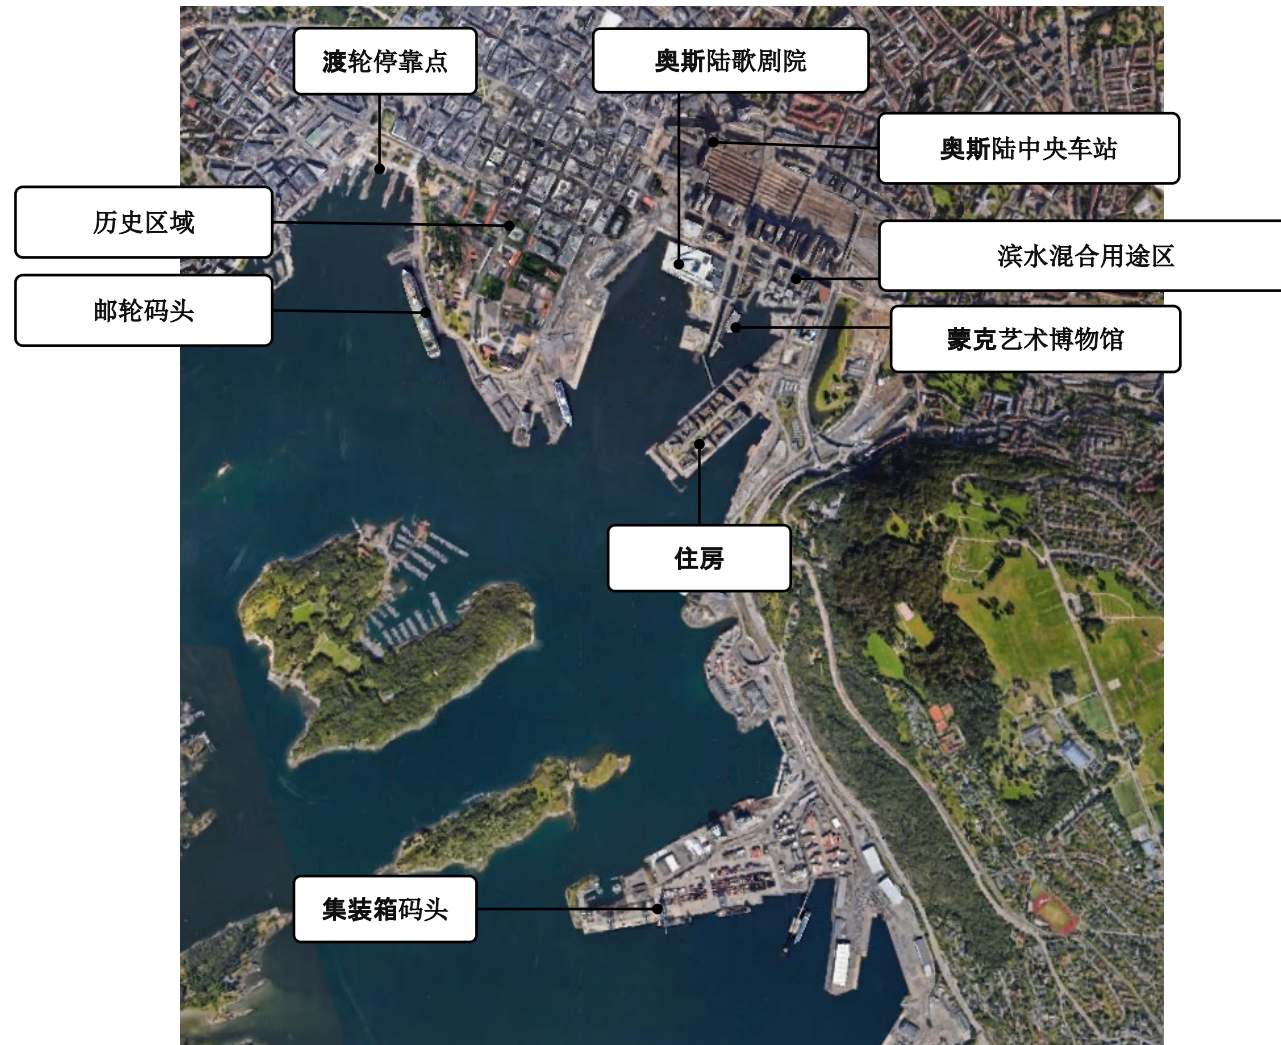 渡轮停靠点
奥斯陆歌剧院
奥斯陆中央车站
历史区域
滨水混合用途区
邮轮码头
蒙克艺术博物馆
住房
集装箱码头